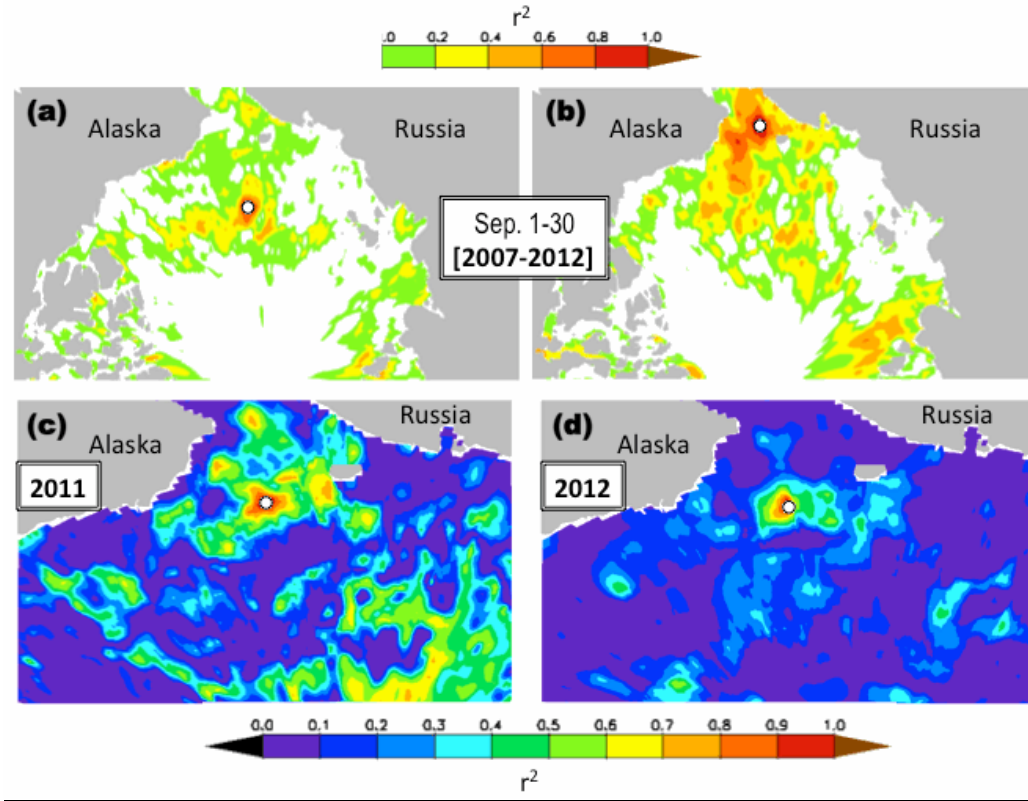 r2
.0 0.2 0.4 0.6 0.8 1.0
(a)
Alaska
Russia
(b)
Alaska
Russia
Sep. 1-30
[2007-2012]
(c)
Alaska
Russia
2011
(d)
Alaska
Russia
2012
0.0 0.1 0.2 0.3 0.4 0.5 0.6 0.7 0.8 0.9 1.0
r2